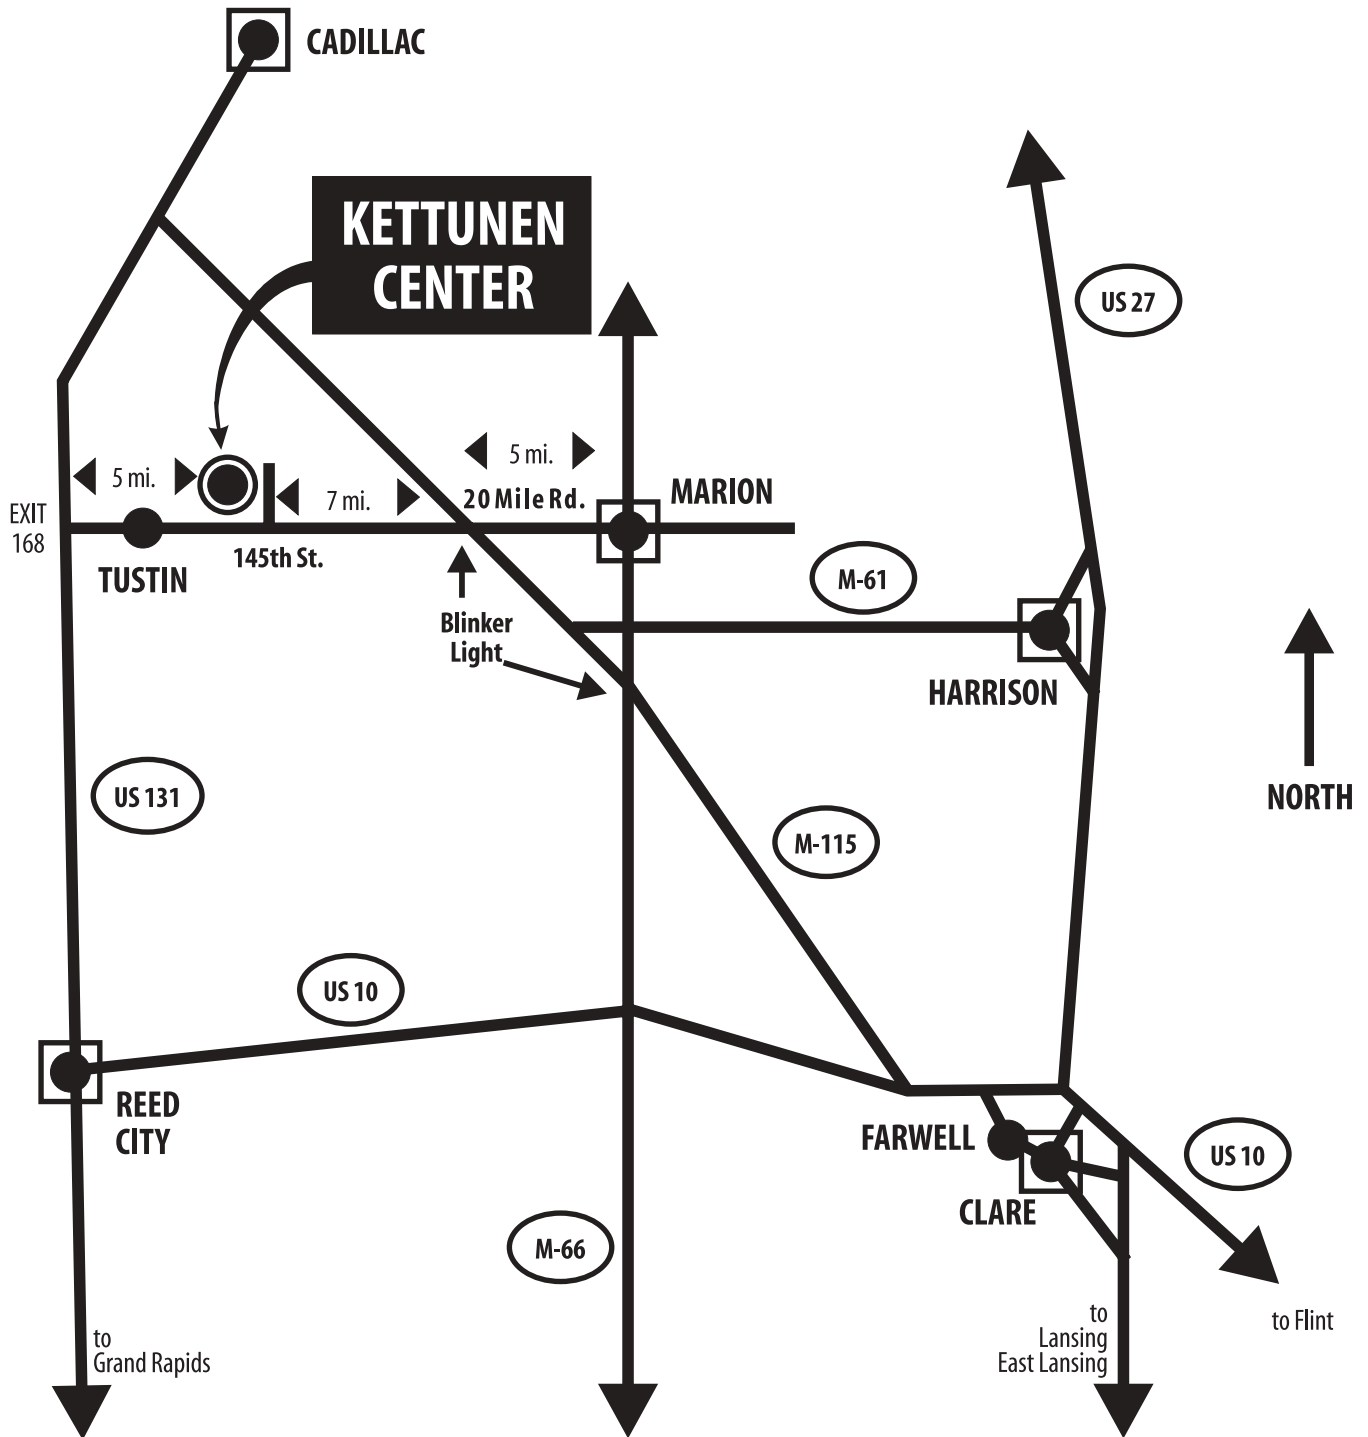 CADILLAC
KETTUNEN
CENTER
US 27
5 mi.
5 mi.
7 mi.
20 Mile Rd.
MARION
EXIT
168
145th St.
TUSTIN
M-61
Blinker
Light
HARRISON
US 131
NORTH
M-115
US 10
REED
CITY
FARWELL
US 10
CLARE
M-66
to
Grand Rapids
to
Lansing
East Lansing
to Flint